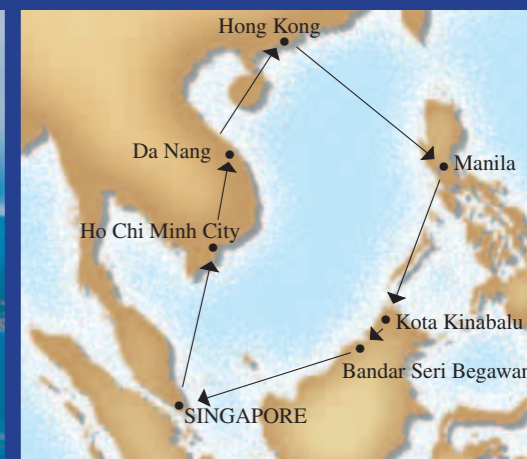 Hong Kong
Da Nang
Manila
Ho Chi Minh City
Kota Kinabalu
Bandar Seri Begawan
SINGAPORE